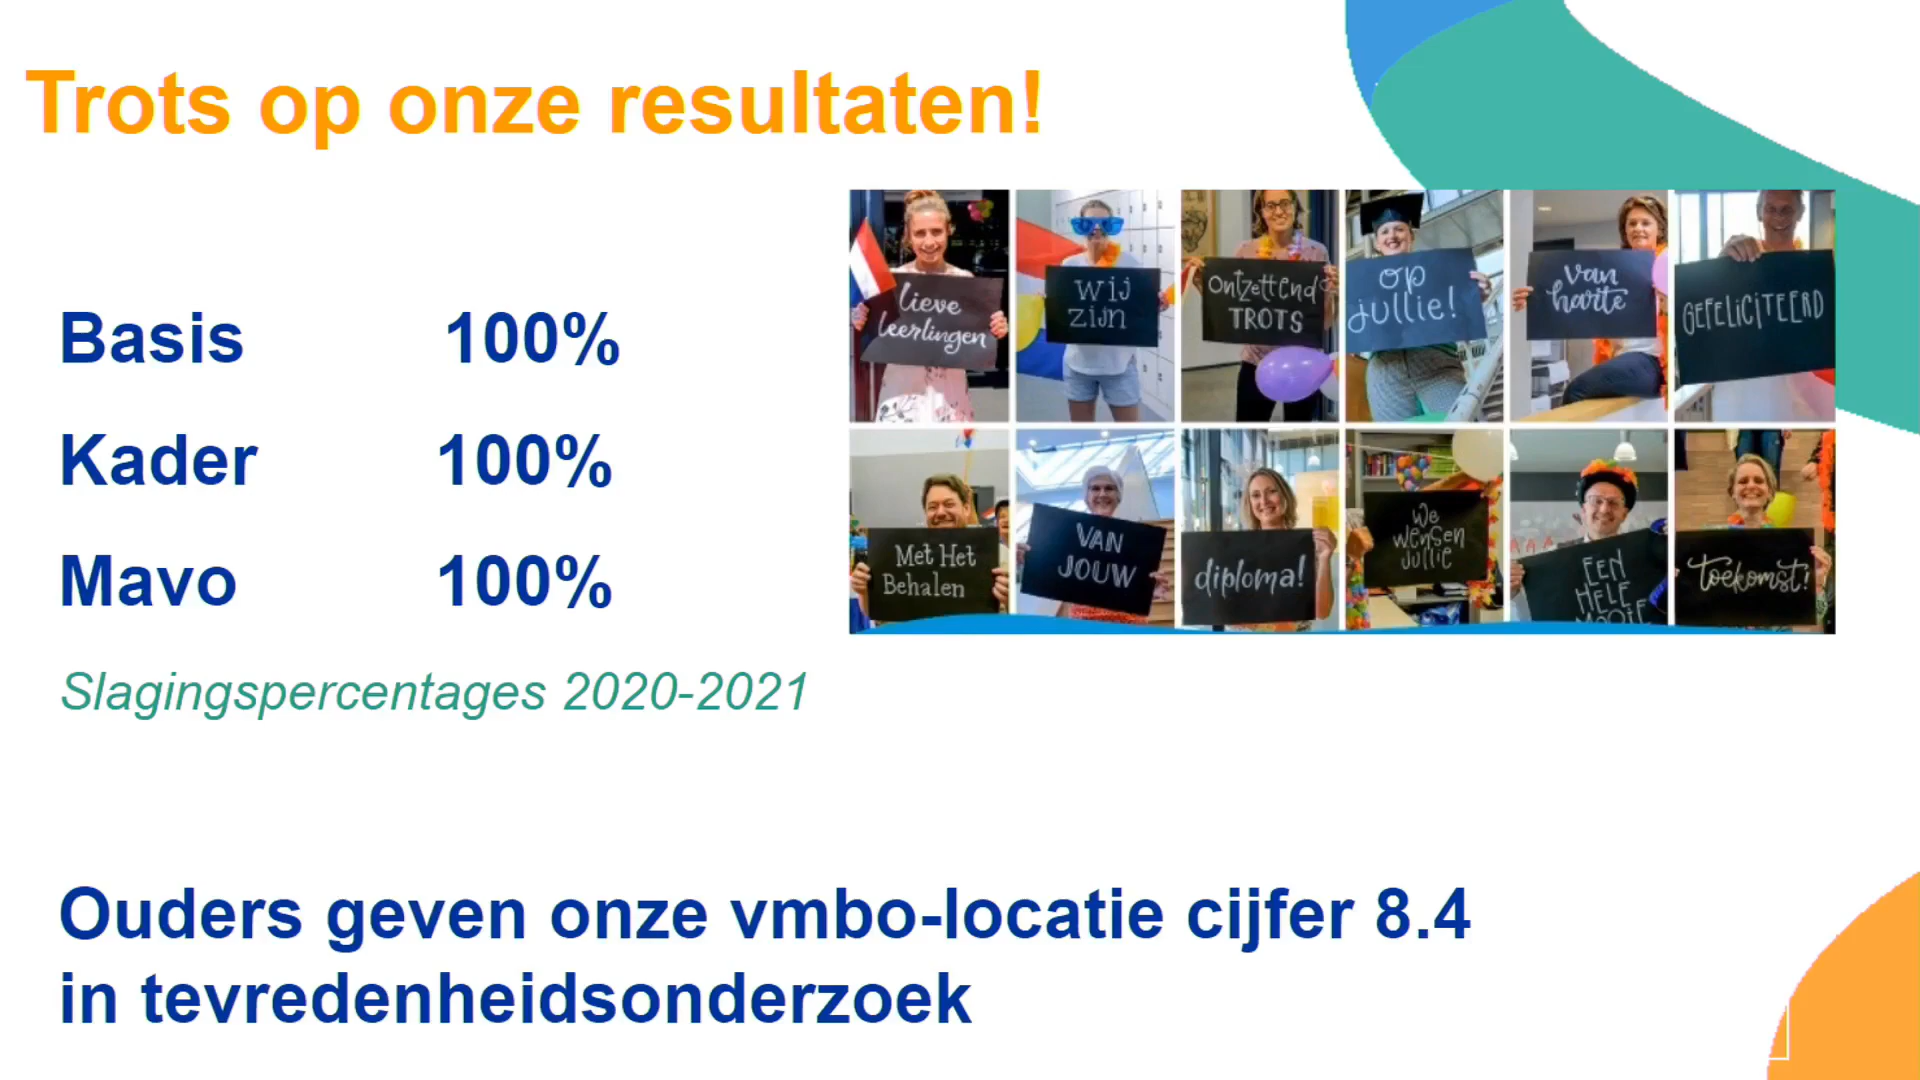 Trots op onze resultaten!
lieve
leerlingen
wij
zijn
Ontzettend
TROTS
op
jullie!
van
harte
GEFELICITEERD
Basis 100%
Kader 100%
Mavo 100%
Met Het
Behalen
VAN
JOUW
diploma!
We
wensen
jullie
EEN
HELE
MOOIE
toekomst!
Slagingspercentages 2020-2021
Ouders geven onze vmbo-locatie cijfer 8.4
in tevredenheidsonderzoek